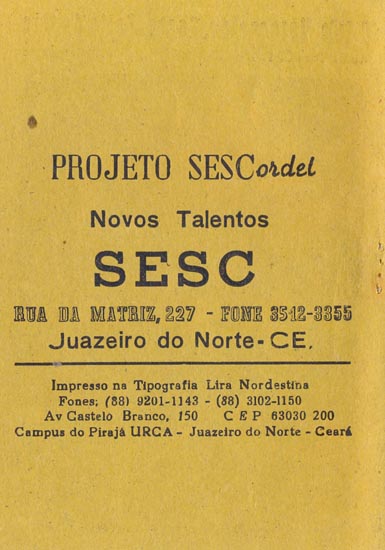 PROJETO SESCordel
Novos Talentos
SESC
RUA DA MATRIZ, 227 - FONE 3512-3355
Juazeiro do Norte - CE.
Impresso na Tipografia Lira Nordestina
Fones; (88) 9201-1143 - (88) 3102-1150
Av Castelo Branco, 150 CEP 63030 200
Campus do Pirajá URCA - Juazeiro do Norte - Ceará